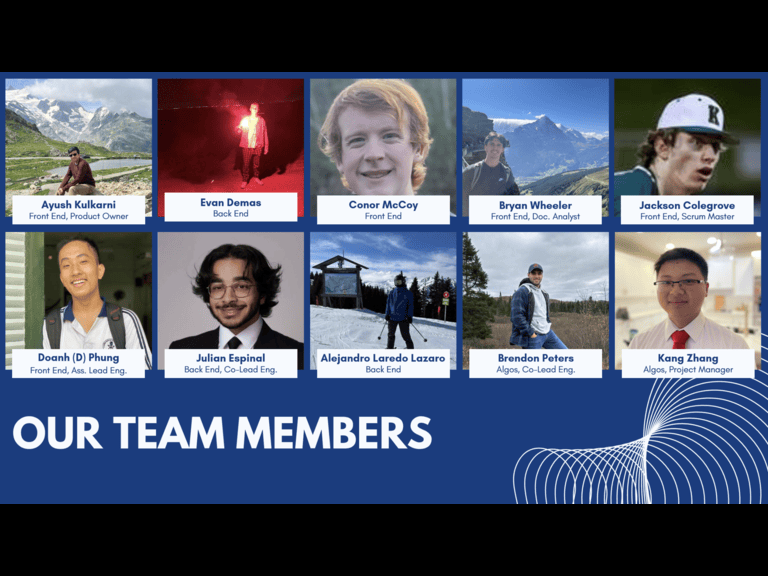 K
Ayush Kulkarni
Front End, Product Owner
Evan Demas
Back End
Conor McCoy
Front End
Bryan Wheeler
Front End, Doc. Analyst
Jackson Colegrove
Front End, Scrum Master
Doanh (D) Phung
Front End, Ass. Lead Eng.
Julian Espinal
Back End, Co-Lead Eng.
Alejandro Laredo Lazaro
Back End
Brendon Peters
Algos, Co-Lead Eng.
Kang Zhang
Algos, Project Manager
OUR TEAM MEMBERS